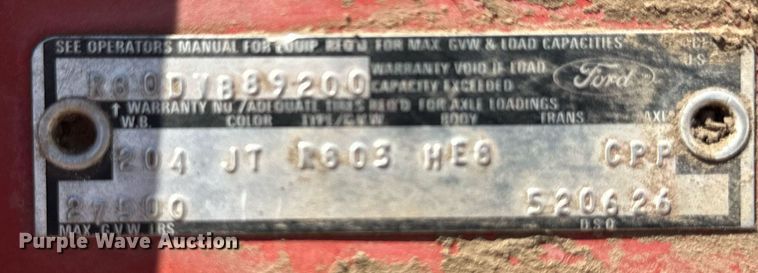 SEE OPERATORS MANUAL FOR EQUIP. REQ'D FOR MAX. GVW & LOAD CAPACITIES
R80DVB89200 WARRANTY VOID IF LOAD CAPACITY EXCEEDED Ford
↑ WARRANTY NO./ADEQUATE TIRES REQ'D FOR AXLE LOADINGS
W.B. COLOR TYPE/G.V.W. BODY TRANS AXLE
204 JT R803 HE8 CPP
27500 520626
MAX. G.V.W. LBS D.S.O.
Purple Wave Auction